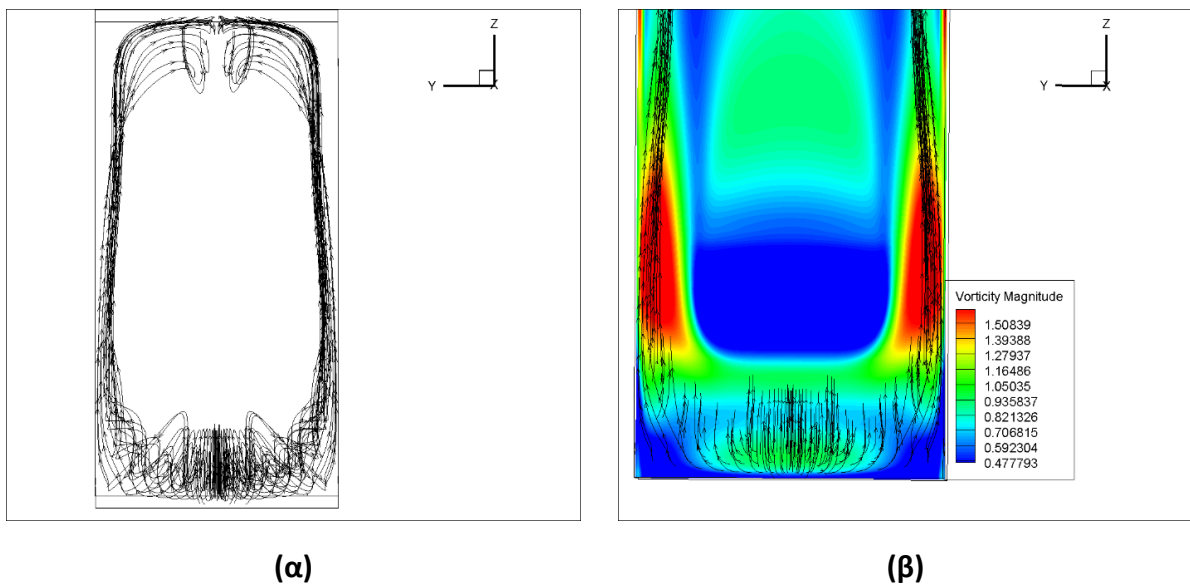 Z
Y
X
Z
Y
X
Vorticity Magnitude
1.50839
1.39388
1.27937
1.16486
1.05035
0.935837
0.821326
0.706815
0.592304
0.477793
(α)
(β)